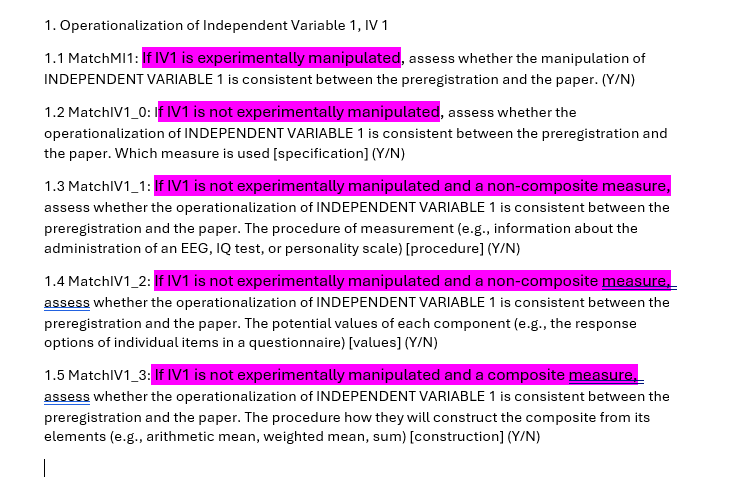 1. Operationalization of Independent Variable 1, IV 1
1.1 MatchMI1: If IV1 is experimentally manipulated, assess whether the manipulation of
INDEPENDENT VARIABLE 1 is consistent between the preregistration and the paper. (Y/N)
1.2 MatchIV1_0: If IV1 is not experimentally manipulated, assess whether the
operationalization of INDEPENDENT VARIABLE 1 is consistent between the preregistration and
the paper. Which measure is used [specification] (Y/N)
1.3 MatchIV1_1: If IV1 is not experimentally manipulated and a non-composite measure,
assess whether the operationalization of INDEPENDENT VARIABLE 1 is consistent between the
preregistration and the paper. The procedure of measurement (e.g., information about the
administration of an EEG, IQ test, or personality scale) [procedure] (Y/N)
1.4 MatchIV1_2: If IV1 is not experimentally manipulated and a non-composite measure,
assess whether the operationalization of INDEPENDENT VARIABLE 1 is consistent between the
preregistration and the paper. The potential values of each component (e.g., the response
options of individual items in a questionnaire) [values] (Y/N)
1.5 MatchIV1_3: If IV1 is not experimentally manipulated and a composite measure,
assess whether the operationalization of INDEPENDENT VARIABLE 1 is consistent between the
preregistration and the paper. The procedure how they will construct the composite from its
elements (e.g., arithmetic mean, weighted mean, sum) [construction] (Y/N)